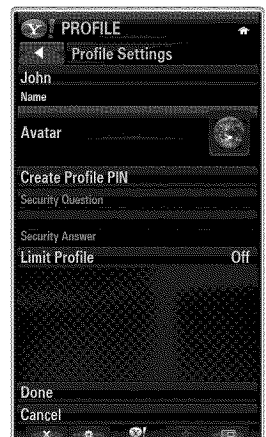 Y! PROFILE
Profile Settings
John
Name
Avatar
Create Profile PIN
Security Question
Security Answer
Limit Profile Off
Done
Cancel
Y!